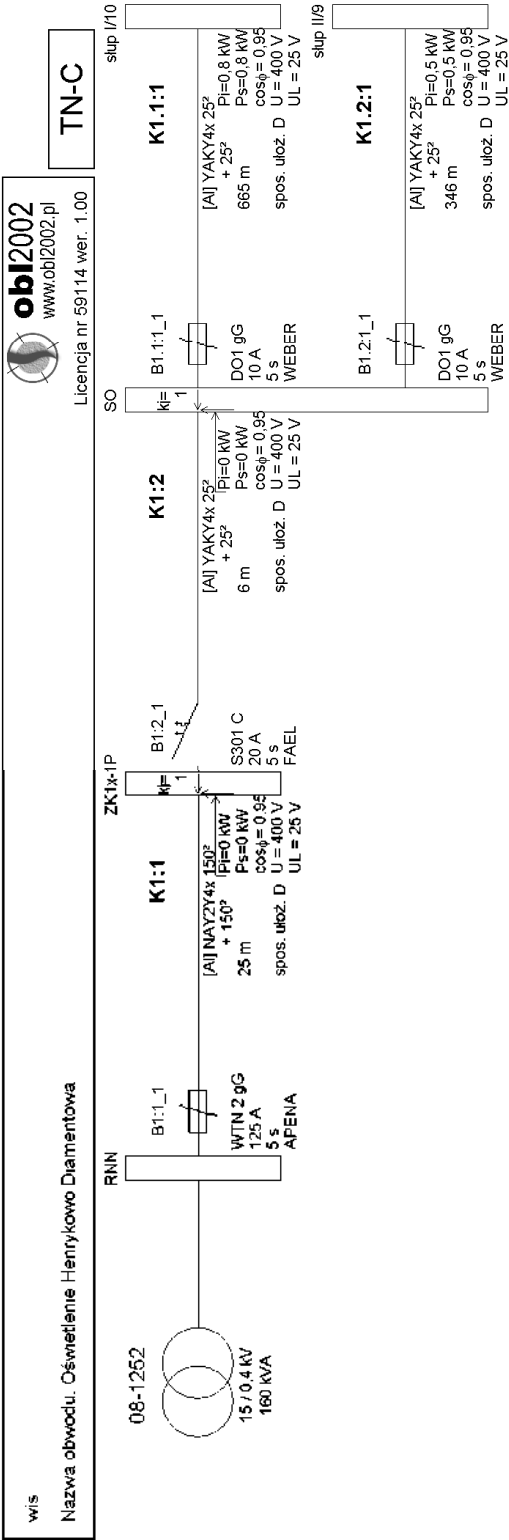 wis
Nazwa obwodu. Oświetlenie Henrykowo Diamentowa
obl2002
www.obl2002.pl
Licencja nr 59114 wer. 1.00
TN-C
08-1252
15 / 0,4 kV
160 kVA
RNN
B1:1_1
WTN 2 gG
125 A
5 s
APENA
K1:1
[Al] NAY2Y4x 150²
+ 150²
25 m
spos. ułoż. D
Pi=0 kW
Ps=0 kW
cosϕ= 0,95
U = 400 V
UL = 25 V
ZK1x-1P
kj=
1
B1:2_1
S301 C
20 A
5 s
FAEL
K1:2
[Al] YAKY4x 25²
+ 25²
6 m
spos. ułoż. D
Pi=0 kW
Ps=0 kW
cosϕ= 0,95
U = 400 V
UL = 25 V
SO
kj=
1
B1.1:1_1
DO1 gG
10 A
5 s
WEBER
K1.1:1
[Al] YAKY4x 25²
+ 25²
665 m
spos. ułoż. D
Pi=0,8 kW
Ps=0,8 kW
cosϕ= 0,95
U = 400 V
UL = 25 V
słup I/10
B1.2:1_1
DO1 gG
10 A
5 s
WEBER
K1.2:1
[Al] YAKY4x 25²
+ 25²
346 m
spos. ułoż. D
Pi=0,5 kW
Ps=0,5 kW
cosϕ= 0,95
U = 400 V
UL = 25 V
słup II/9